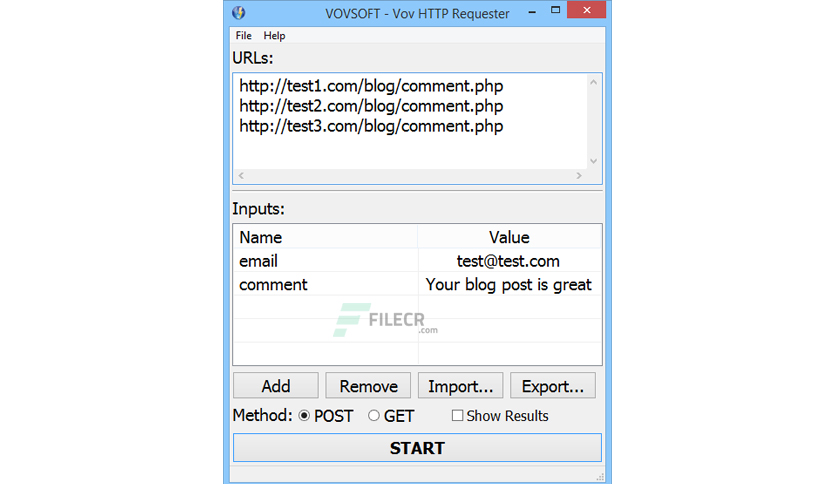 VOVSOFT - Vov HTTP Requester
File Help
URLs:
http://test1.com/blog/comment.php
http://test2.com/blog/comment.php
http://test3.com/blog/comment.php
Inputs:
Name Value
email test@test.com
comment Your blog post is great
FILECR
.com
Add Remove Import... Export...
Method: POST GET Show Results
START